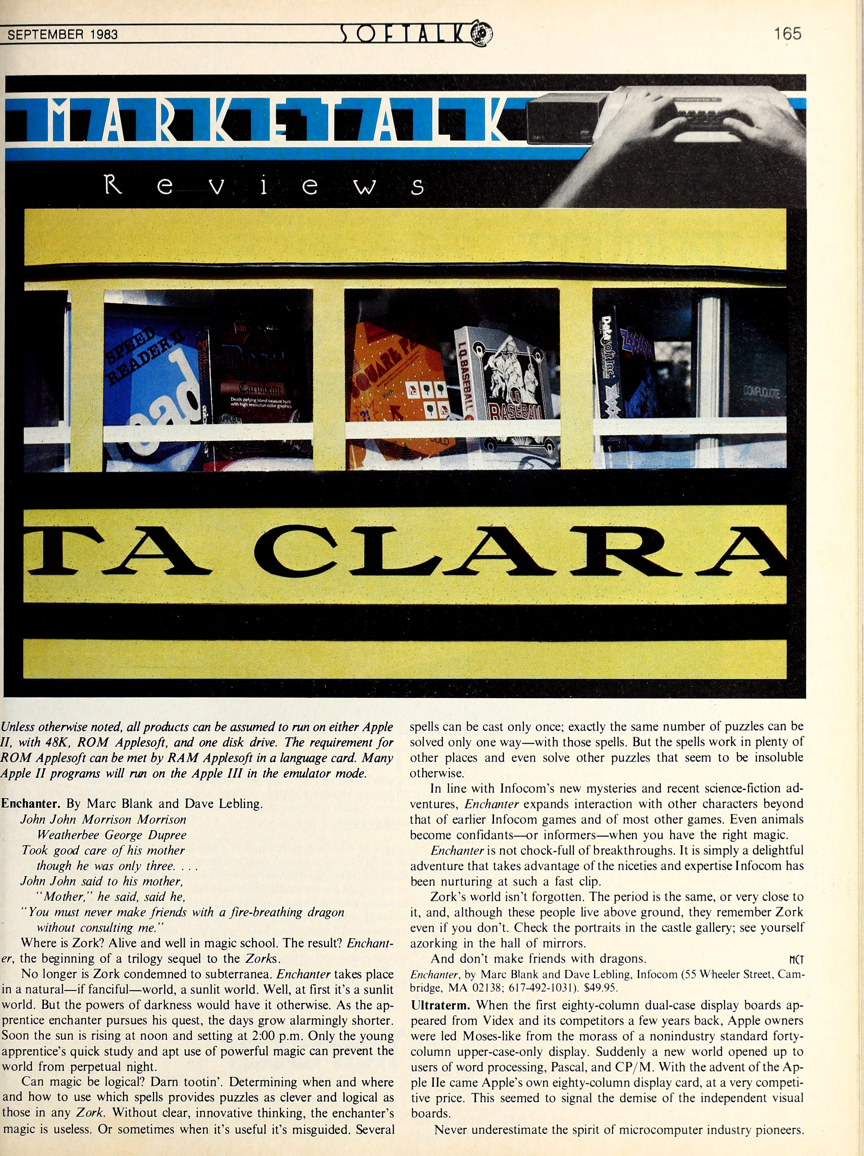 SEPTEMBER 1983
SOFTALK
165
MARKETALK
Reviews
SPEED
READER II
ead
Caribbean
Death defying island treasure hunt
with high resolution color graphics
SQUARE P
I.Q. BASEBALL
IQ
BASEBALL
Datasoft Inc.
ZAXXON
COMPUQUOTE
TA CLARA
Unless otherwise noted, all products can be assumed to run on either Apple
II, with 48K, ROM Applesoft, and one disk drive. The requirement for
ROM Applesoft can be met by RAM Applesoft in a language card. Many
Apple II programs will run on the Apple III in the emulator mode.
Enchanter. By Marc Blank and Dave Lebling.
John John Morrison Morrison
Weatherbee George Dupree
Took good care of his mother
though he was only three. . . .
John John said to his mother,
"Mother," he said, said he,
"You must never make friends with a fire-breathing dragon
without consulting me."
Where is Zork? Alive and well in magic school. The result? Enchant-
er, the beginning of a trilogy sequel to the Zorks.
No longer is Zork condemned to subterranea. Enchanter takes place
in a natural—if fanciful—world, a sunlit world. Well, at first it's a sunlit
world. But the powers of darkness would have it otherwise. As the ap-
prentice enchanter pursues his quest, the days grow alarmingly shorter.
Soon the sun is rising at noon and setting at 2:00 p.m. Only the young
apprentice's quick study and apt use of powerful magic can prevent the
world from perpetual night.
Can magic be logical? Darn tootin'. Determining when and where
and how to use which spells provides puzzles as clever and logical as
those in any Zork. Without clear, innovative thinking, the enchanter's
magic is useless. Or sometimes when it's useful it's misguided. Several
spells can be cast only once; exactly the same number of puzzles can be
solved only one way—with those spells. But the spells work in plenty of
other places and even solve other puzzles that seem to be insoluble
otherwise.
In line with Infocom's new mysteries and recent science-fiction ad-
ventures, Enchanter expands interaction with other characters beyond
that of earlier Infocom games and of most other games. Even animals
become confidants—or informers—when you have the right magic.
Enchanter is not chock-full of breakthroughs. It is simply a delightful
adventure that takes advantage of the niceties and expertise Infocom has
been nurturing at such a fast clip.
Zork's world isn't forgotten. The period is the same, or very close to
it, and, although these people live above ground, they remember Zork
even if you don't. Check the portraits in the castle gallery; see yourself
azorking in the hall of mirrors.
And don't make friends with dragons. MCT
Enchanter, by Marc Blank and Dave Lebling, Infocom (55 Wheeler Street, Cam-
bridge, MA 02138; 617-492-1031). $49.95.
Ultraterm. When the first eighty-column dual-case display boards ap-
peared from Videx and its competitors a few years back, Apple owners
were led Moses-like from the morass of a nonindustry standard forty-
column upper-case-only display. Suddenly a new world opened up to
users of word processing, Pascal, and CP/M. With the advent of the Ap-
ple IIe came Apple's own eighty-column display card, at a very competi-
tive price. This seemed to signal the demise of the independent visual
boards.
Never underestimate the spirit of microcomputer industry pioneers.